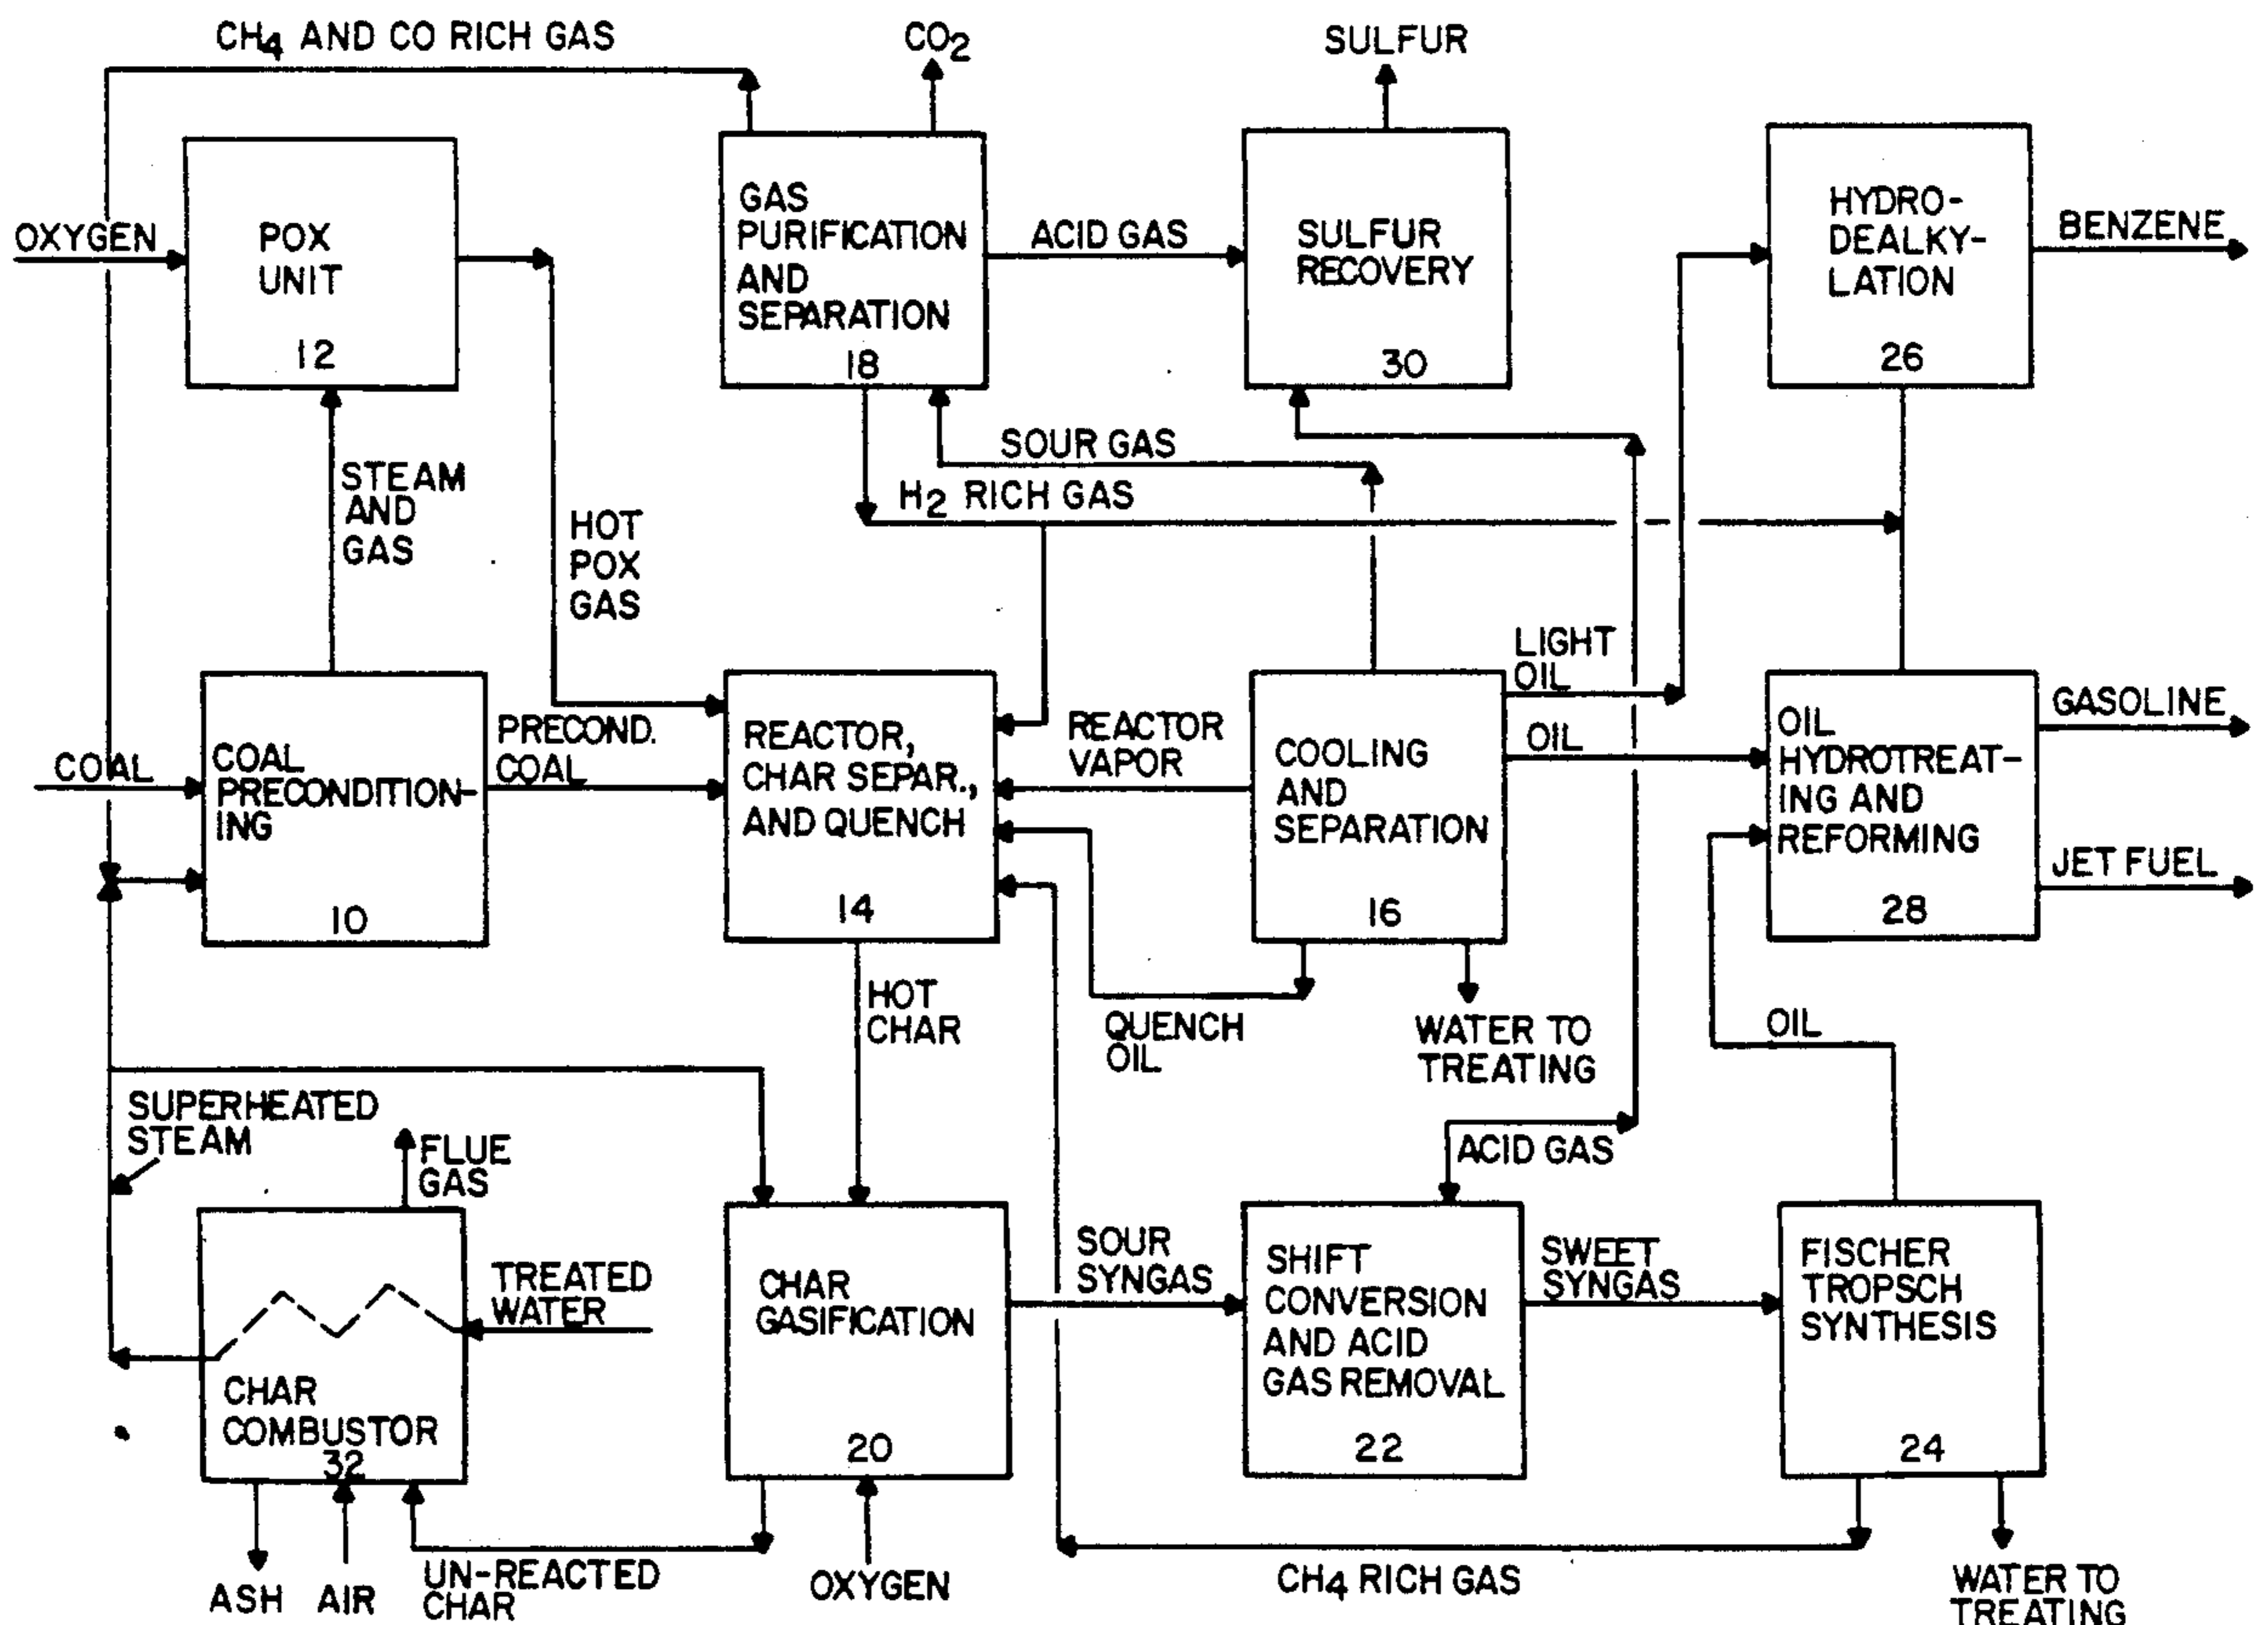 CH4 AND CO RICH GAS
CO2
SULFUR
OXYGEN
POX
UNIT
12
GAS
PURIFICATION
AND
SEPARATION
18
ACID GAS
SULFUR
RECOVERY
30
HYDRO-
DEALKY-
LATION
26
BENZENE
STEAM
AND
GAS
HOT
POX
GAS
SOUR GAS
H2 RICH GAS
LIGHT
OIL
COAL
COAL
PRECONDITION-
ING
10
PRECOND.
COAL
REACTOR,
CHAR SEPAR.,
AND QUENCH
14
REACTOR
VAPOR
COOLING
AND
SEPARATION
16
OIL
OIL
HYDROTREAT-
ING AND
REFORMING
28
GASOLINE
JET FUEL
HOT
CHAR
QUENCH
OIL
WATER TO
TREATING
OIL
SUPERHEATED
STEAM
FLUE
GAS
ACID GAS
TREATED
WATER
CHAR
COMBUSTOR
32
CHAR
GASIFICATION
20
SOUR
SYNGAS
SHIFT
CONVERSION
AND ACID
GAS REMOVAL
22
SWEET
SYNGAS
FISCHER
TROPSCH
SYNTHESIS
24
ASH
AIR
UN-REACTED
CHAR
OXYGEN
CH4 RICH GAS
WATER TO
TREATING